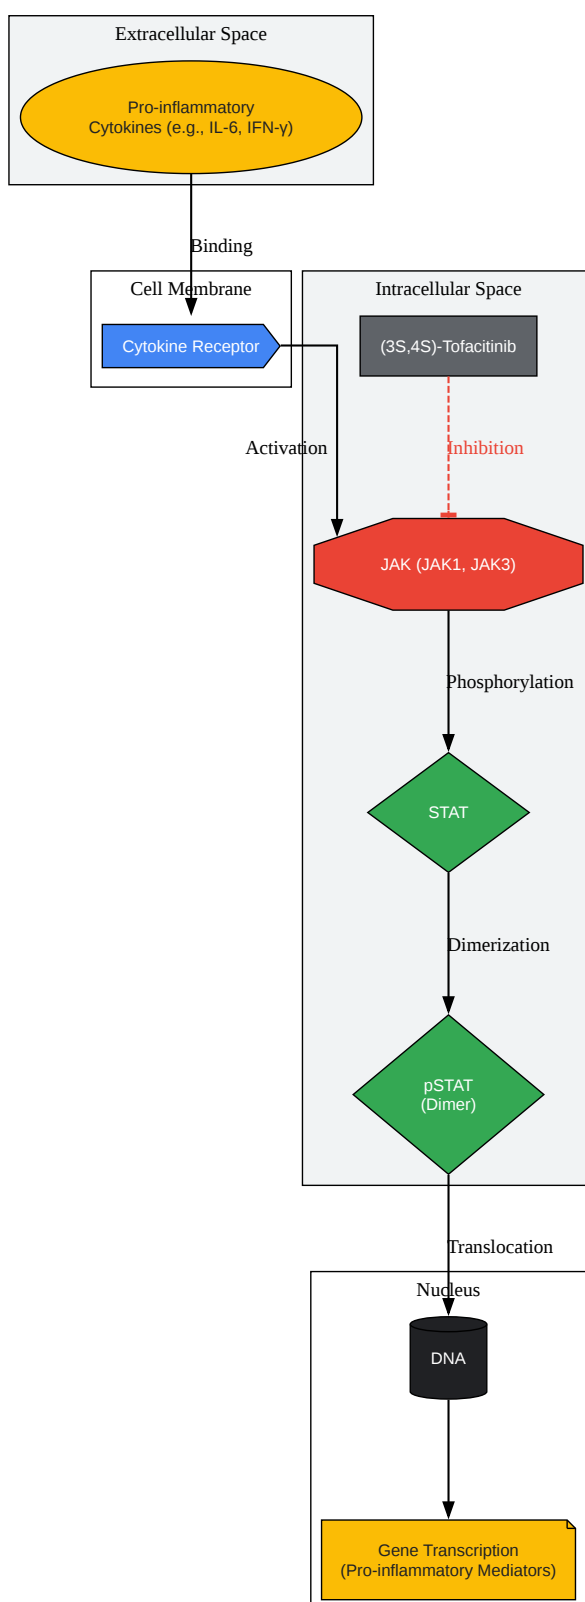 Extracellular Space
Pro-inflammatory
Cytokines (e.g., IL-6, IFN-γ)
Binding
Cell Membrane
Cytokine Receptor
Intracellular Space
(3S,4S)-Tofacitinib
Activation
Inhibition
JAK (JAK1, JAK3)
Phosphorylation
STAT
Dimerization
pSTAT
(Dimer)
Translocation
Nucleus
DNA
Gene Transcription
(Pro-inflammatory Mediators)